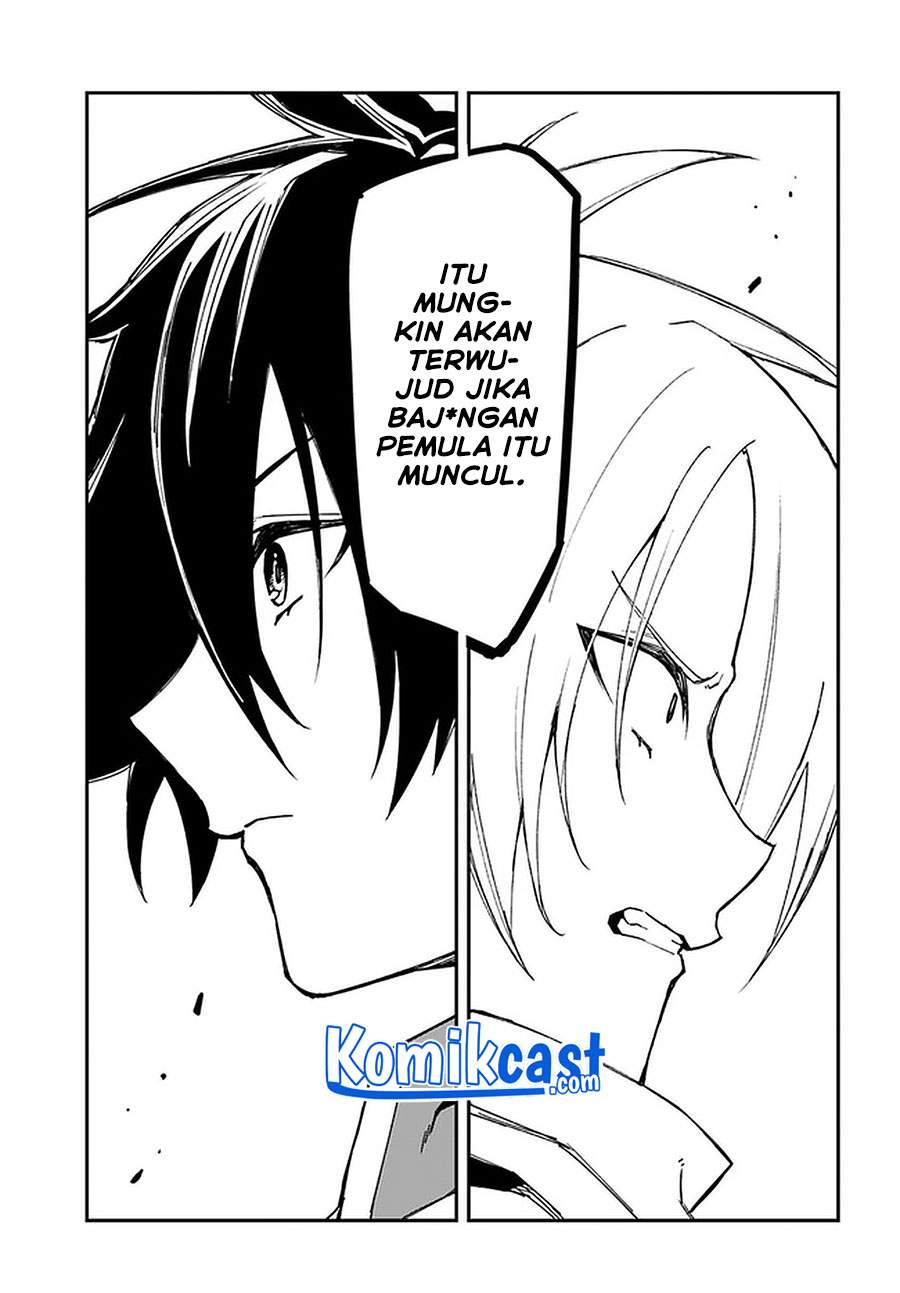 ITU
MUNG-
KIN AKAN
TERWU-
JUD JIKA
BAJ*NGAN
PEMULA ITU
MUNCUL.
Komikcast
.com